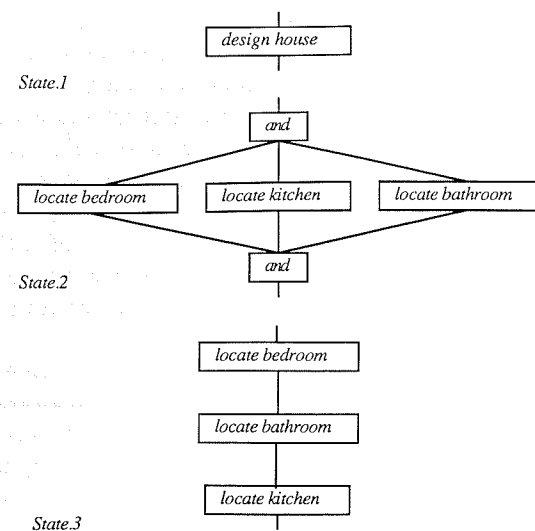 design house
State.1
and
locate bedroom
locate kitchen
locate bathroom
and
State.2
locate bedroom
locate bathroom
locate kitchen
State.3